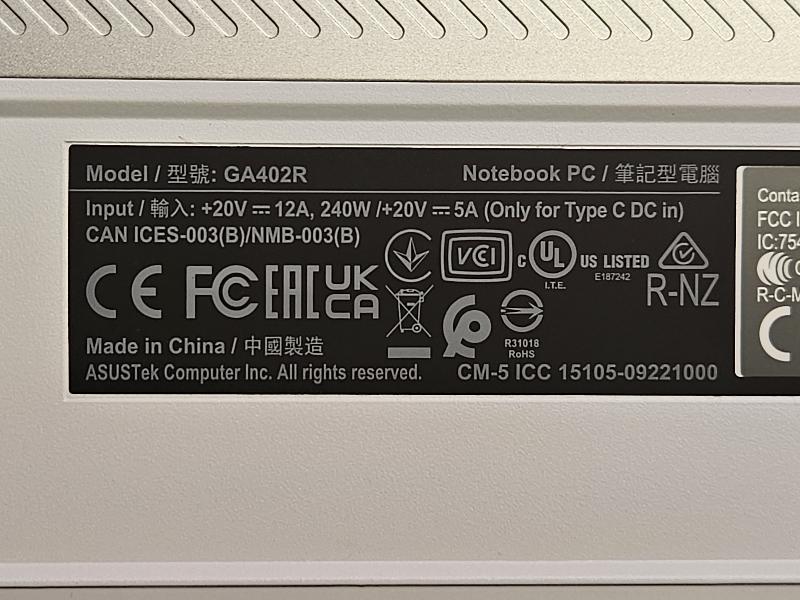 Model / 型號: GA402R
Notebook PC / 筆記型電腦
Input / 輸入: +20V ⎓ 12A, 240W /+20V ⎓ 5A (Only for Type C DC in)
CAN ICES-003(B)/NMB-003(B)
VCI
c UL US LISTED
I.T.E.
E187242
R-NZ
CE FC EAC UK CA
R31018
RoHS
Made in China / 中國製造
ASUSTek Computer Inc. All rights reserved.
CM-5 ICC 15105-09221000
Conta
FCC I
IC:754
R-C-M